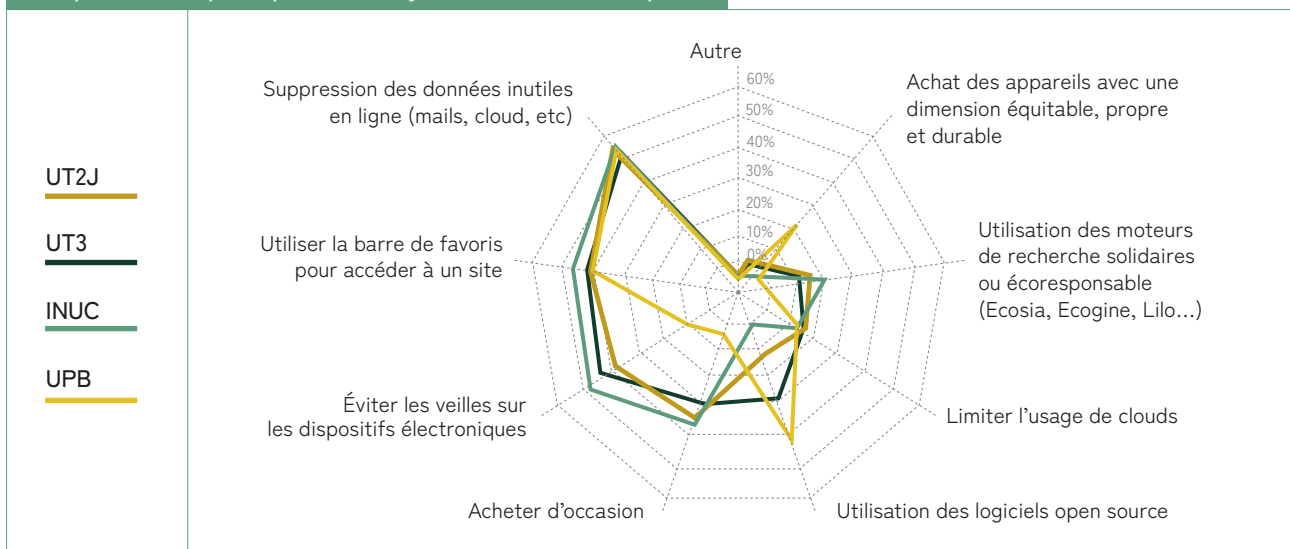 UT2J
UT3
INUC
UPB
Autre
60%
50%
40%
30%
20%
10%
0%
Achat des appareils avec une
dimension équitable, propre
et durable
Utilisation des moteurs
de recherche solidaires
ou écoresponsable
(Ecosia, Ecogine, Lilo…)
Limiter l’usage de clouds
Utilisation des logiciels open source
Acheter d’occasion
Éviter les veilles sur
les dispositifs électroniques
Utiliser la barre de favoris
pour accéder à un site
Suppression des données inutiles
en ligne (mails, cloud, etc)